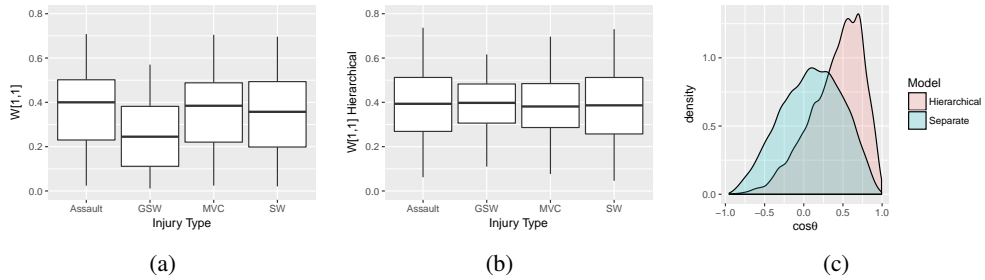 W[1,1]
0.8
0.6
0.4
0.2
0.0
Assault GSW MVC SW
Injury Type
(a)
W[1,1] Hierarchical
0.8
0.6
0.4
0.2
0.0
Assault GSW MVC SW
Injury Type
(b)
density
1.0
0.5
0.0
−1.0 −0.5 0.0 0.5 1.0
cosθ
Model
Hierarchical
Separate
(c)